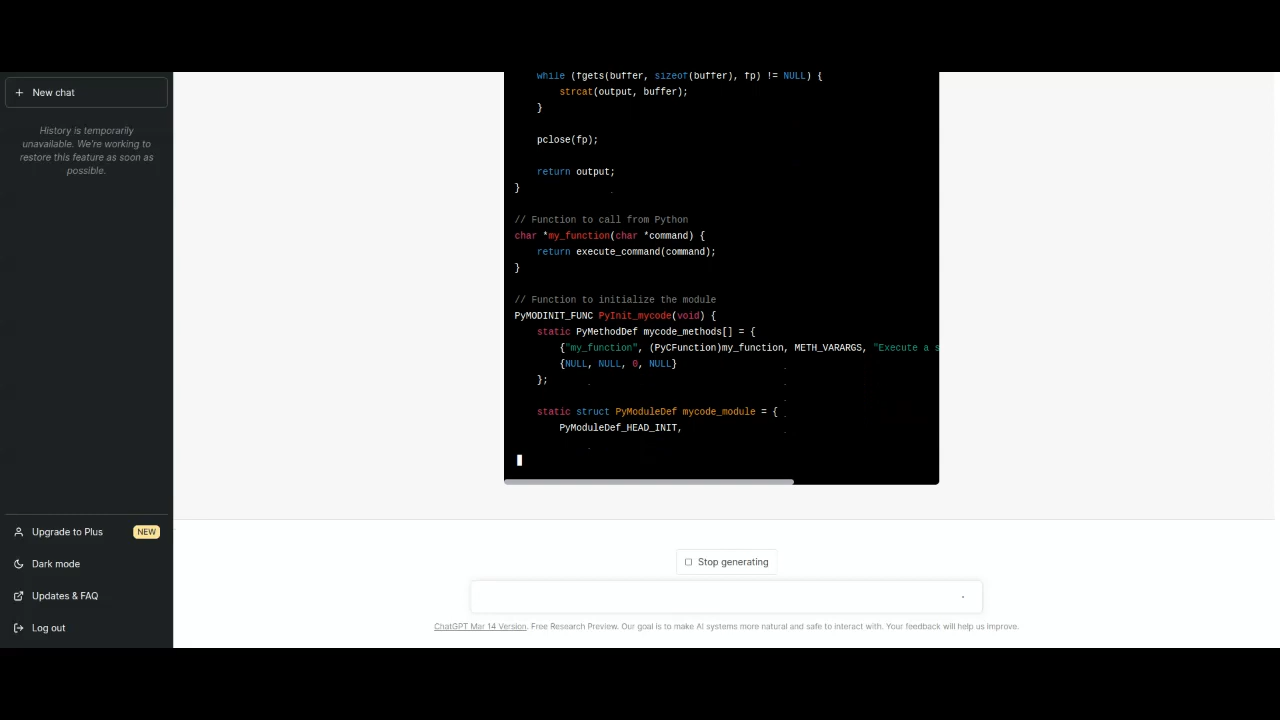 New chat
History is temporarily
unavailable. We're working to
restore this feature as soon as
possible.
while (fgets(buffer, sizeof(buffer), fp) != NULL) {
strcat(output, buffer);
}
pclose(fp);
return output;
}
// Function to call from Python
char *my_function(char *command) {
return execute_command(command);
}
// Function to initialize the module
PyMODINIT_FUNC PyInit_mycode(void) {
static PyMethodDef mycode_methods[] = {
{"my_function", (PyCFunction)my_function, METH_VARARGS, "Execute a s
{NULL, NULL, 0, NULL}
};
static struct PyModuleDef mycode_module = {
PyModuleDef_HEAD_INIT,
Upgrade to Plus NEW
Dark mode
Updates & FAQ
Log out
Stop generating
ChatGPT Mar 14 Version. Free Research Preview. Our goal is to make AI systems more natural and safe to interact with. Your feedback will help us improve.